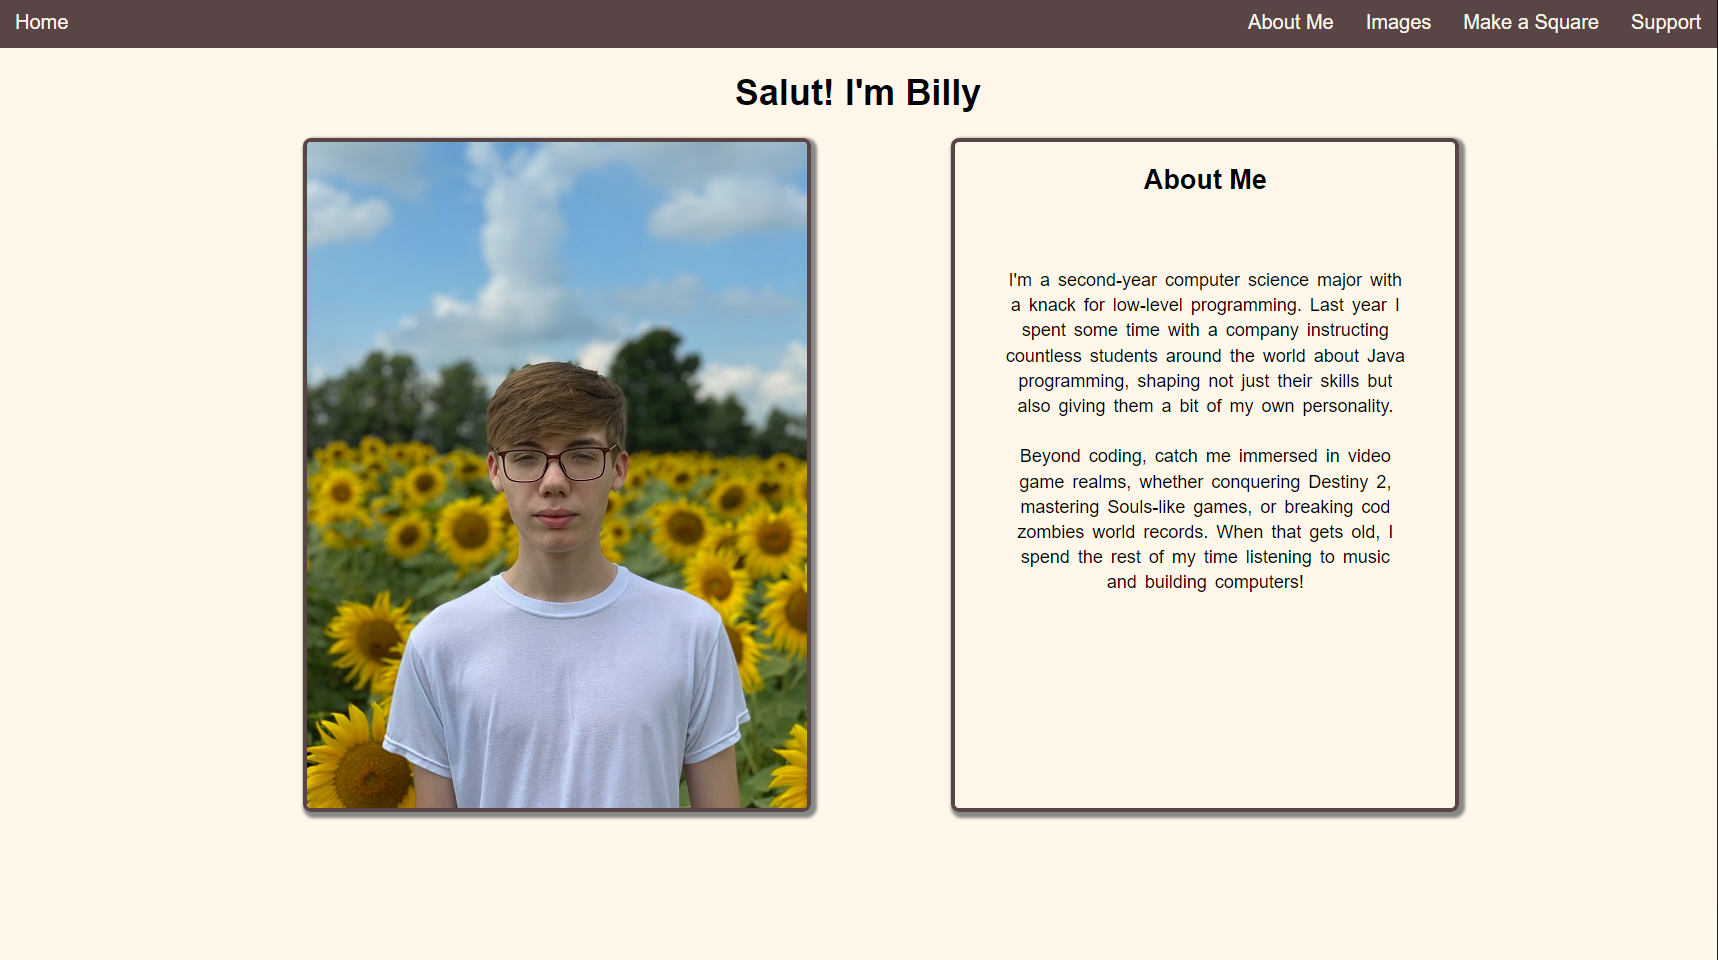 Home
About Me
Images
Make a Square
Support
Salut! I'm Billy
About Me
I'm a second-year computer science major with
a knack for low-level programming. Last year I
spent some time with a company instructing
countless students around the world about Java
programming, shaping not just their skills but
also giving them a bit of my own personality.
Beyond coding, catch me immersed in video
game realms, whether conquering Destiny 2,
mastering Souls-like games, or breaking cod
zombies world records. When that gets old, I
spend the rest of my time listening to music
and building computers!